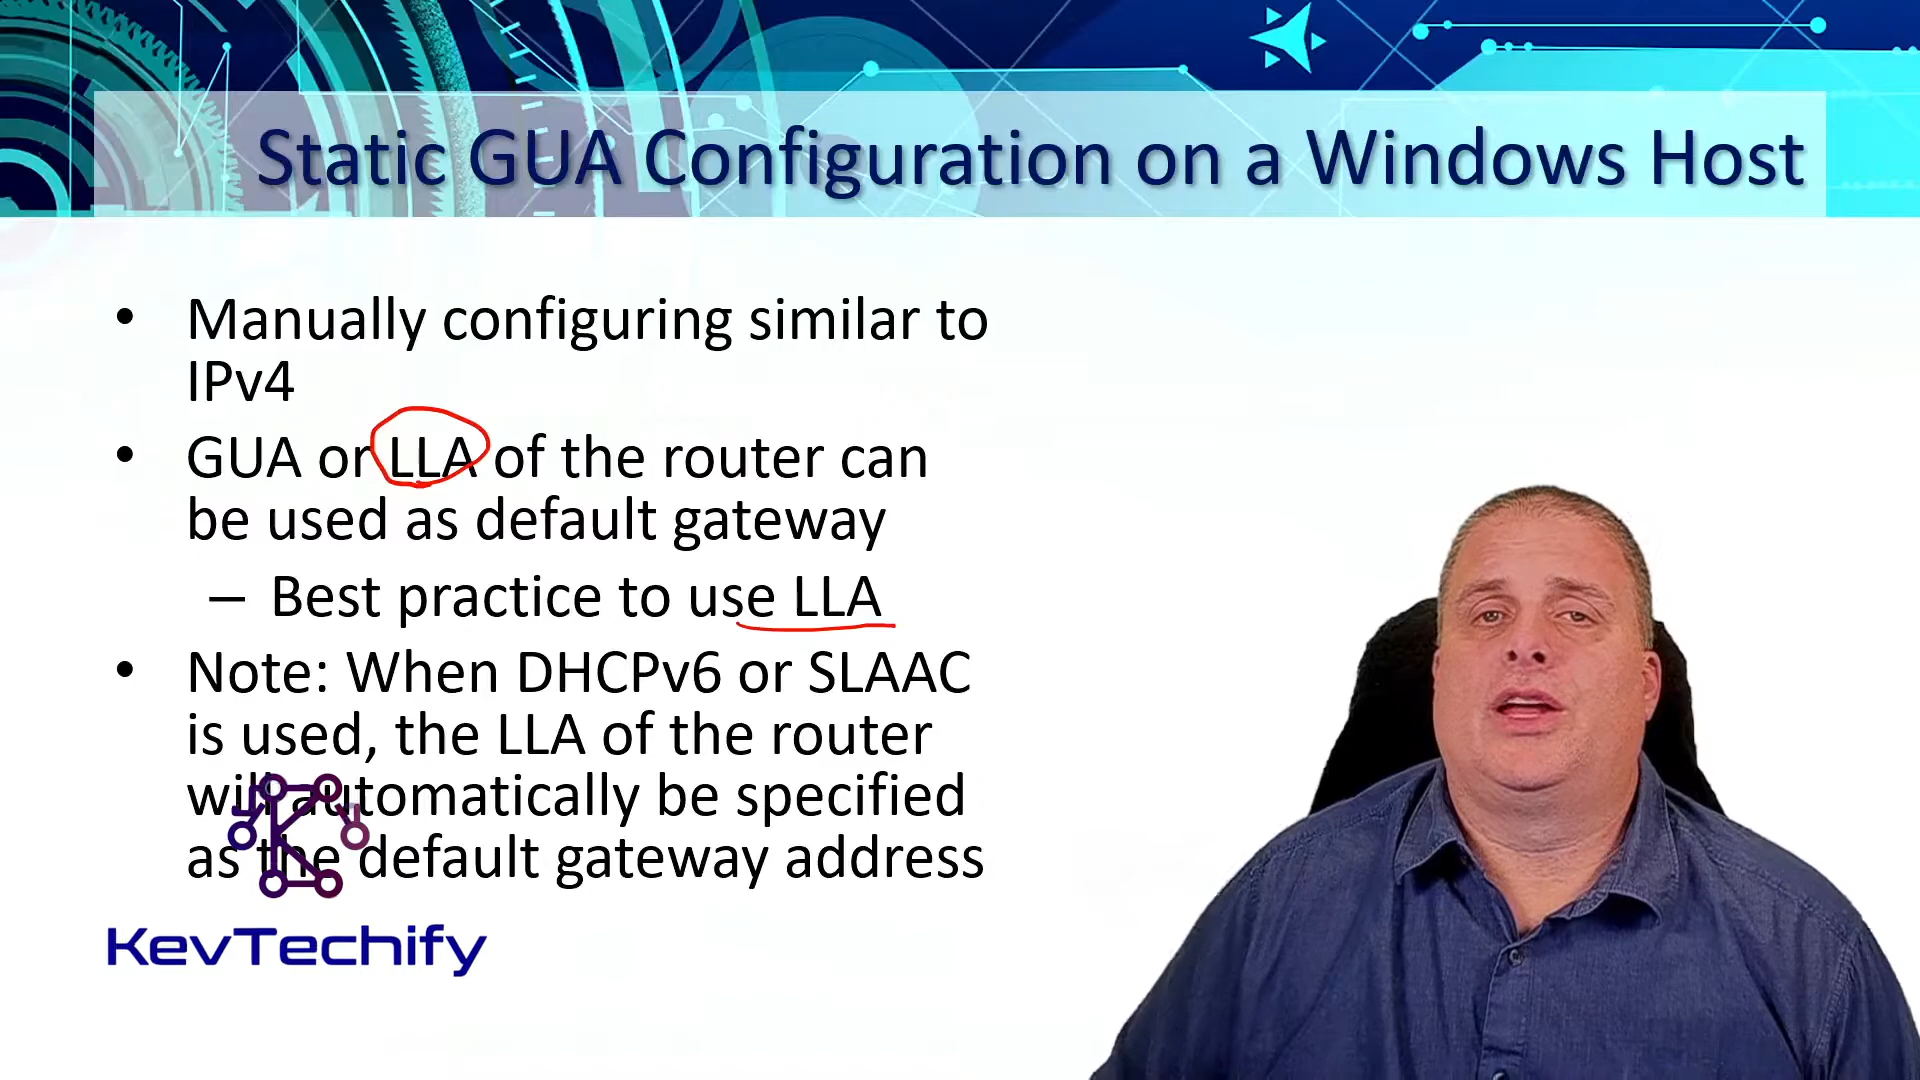 Static GUA Configuration on a Windows Host
• Manually configuring similar to
IPv4
• GUA or LLA of the router can
be used as default gateway
– Best practice to use LLA
• Note: When DHCPv6 or SLAAC
is used, the LLA of the router
will automatically be specified
as the default gateway address
KevTechify